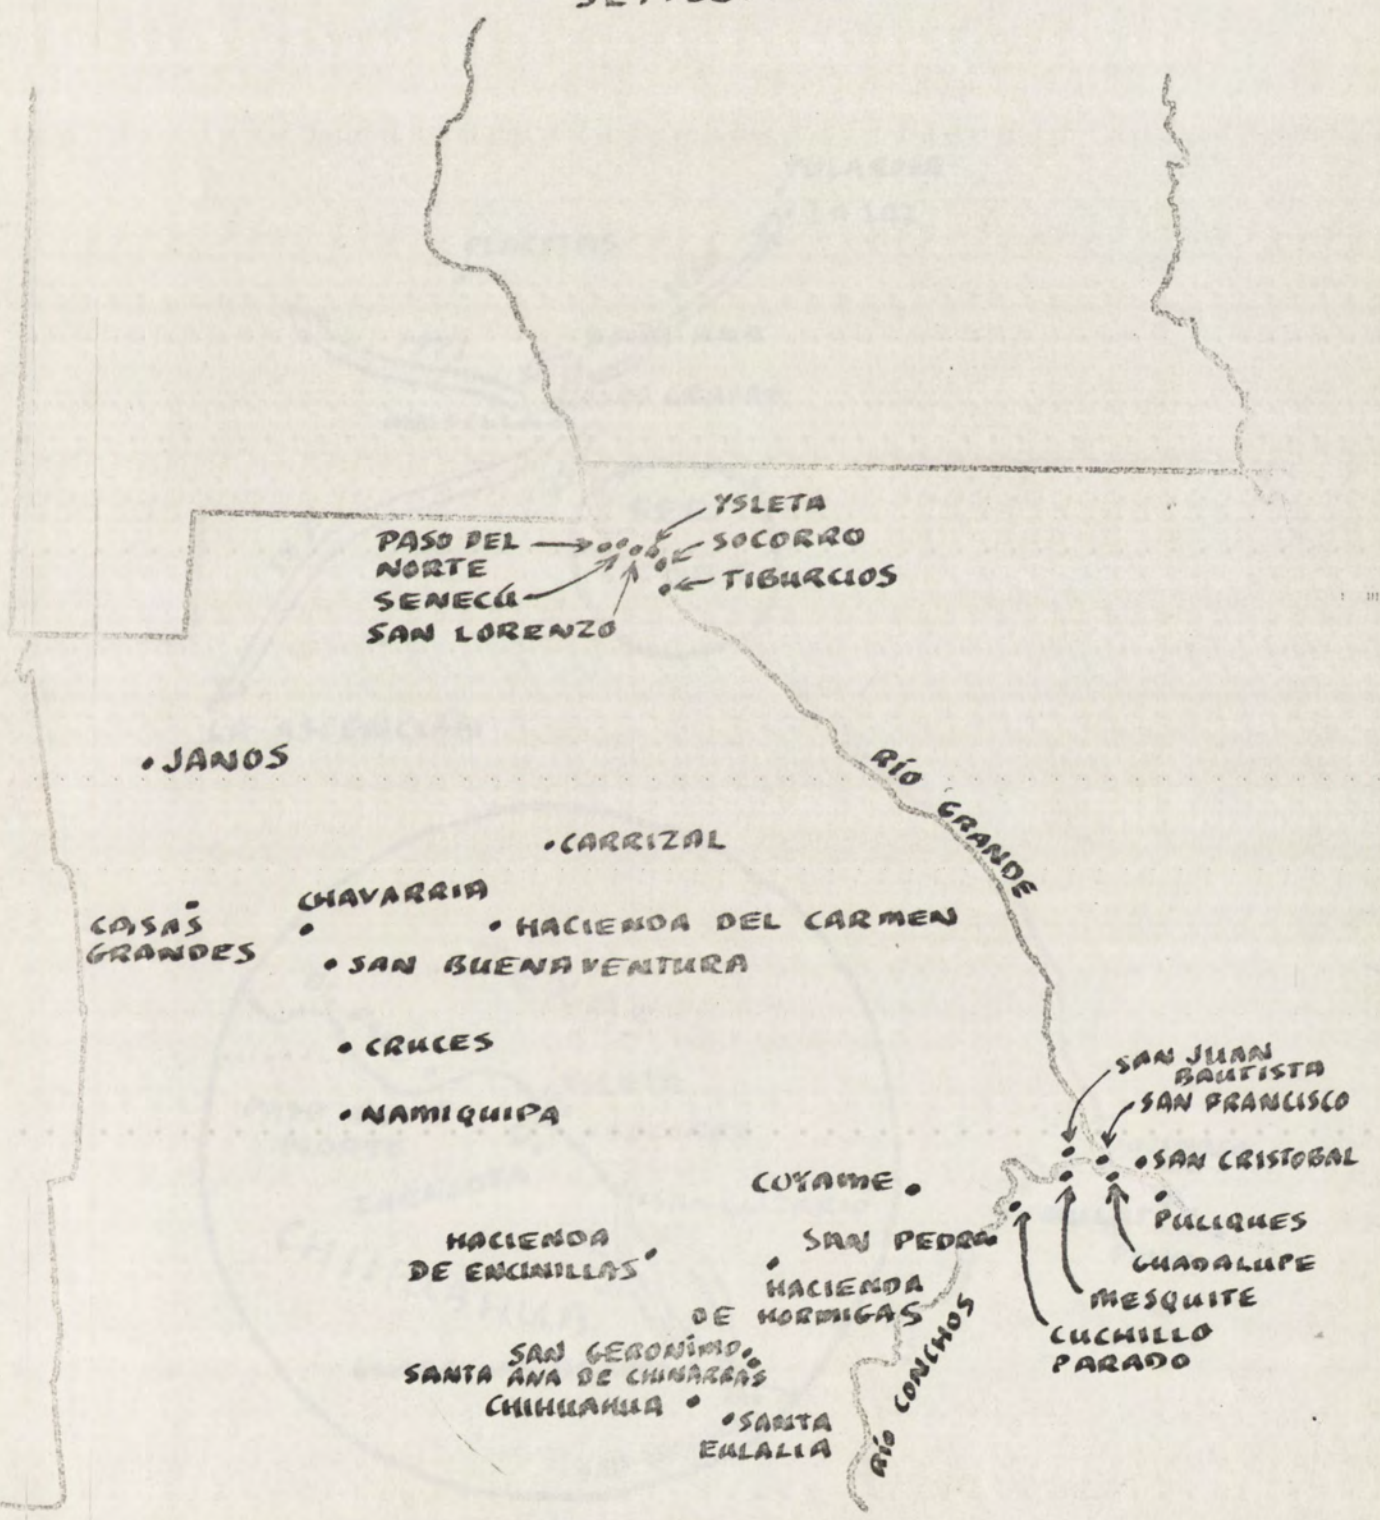 YSLETA
PASO DEL
NORTE
SOCORRO
SENECÚ
TIBURCIOS
SAN LORENZO
JANOS
RÍO GRANDE
CARRIZAL
CHAVARRIA
CASAS
GRANDES
HACIENDA DEL CARMEN
SAN BUENAVENTURA
CRUCES
NAMIQUIPA
SAN JUAN
BAUTISTA
SAN FRANCISCO
SAN CRISTOBAL
COYAME
PULIQUES
HACIENDA
DE ENCINILLAS
SAN PEDRO
GUADALUPE
HACIENDA
DE HORMIGAS
MESQUITE
CUCHILLO
PARADO
SAN GERONÍMO
SANTA ANA DE CHINARRAS
CHIHUAHUA
SANTA
EULALIA
RÍO CONCHOS